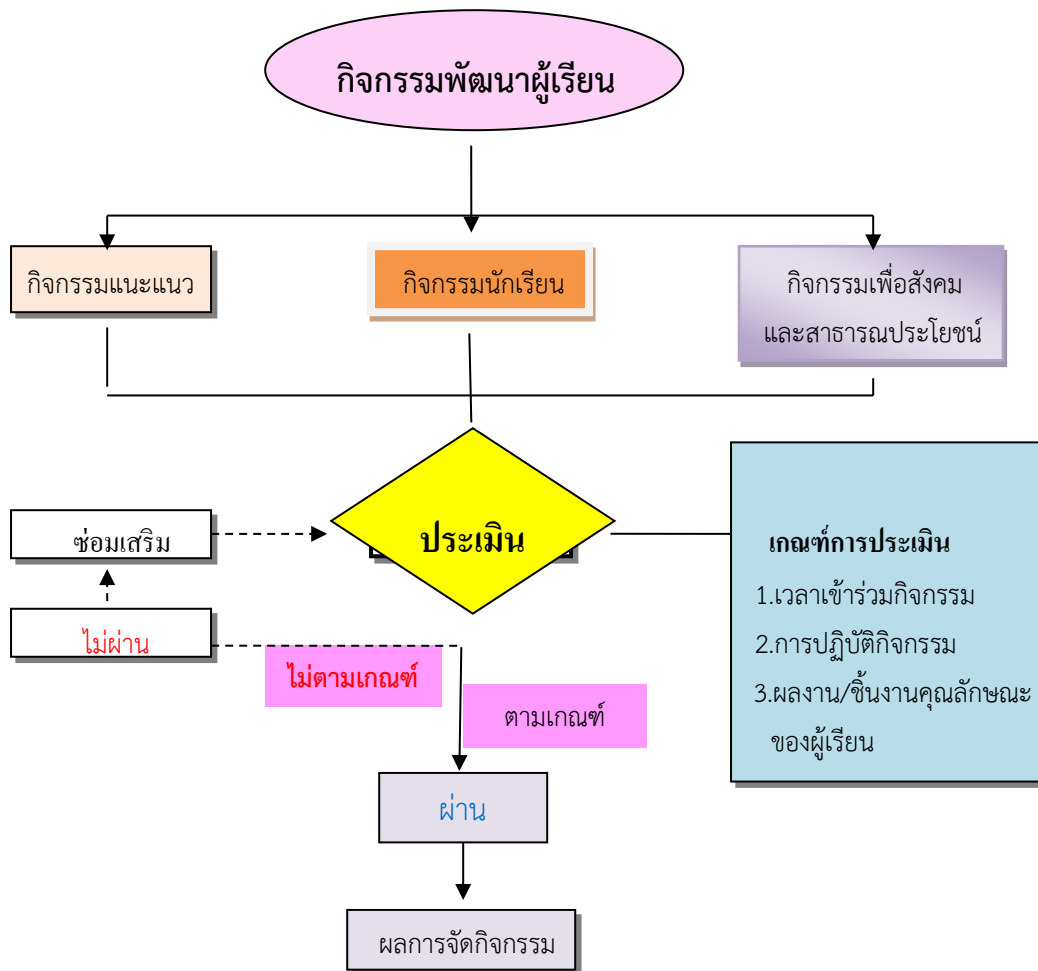 กิจกรรมพัฒนาผู้เรียน
กิจกรรมแนะแนว
กิจกรรมนักเรียน
กิจกรรมเพื่อสังคม
และสาธารณประโยชน์
ประเมิน
ซ่อมเสริม
ไม่ผ่าน
ไม่ตามเกณฑ์
ตามเกณฑ์
เกณฑ์การประเมิน
1.เวลาเข้าร่วมกิจกรรม
2.การปฏิบัติกิจกรรม
3.ผลงาน/ชิ้นงานคุณลักษณะ
ของผู้เรียน
ผ่าน
ผลการจัดกิจกรรม